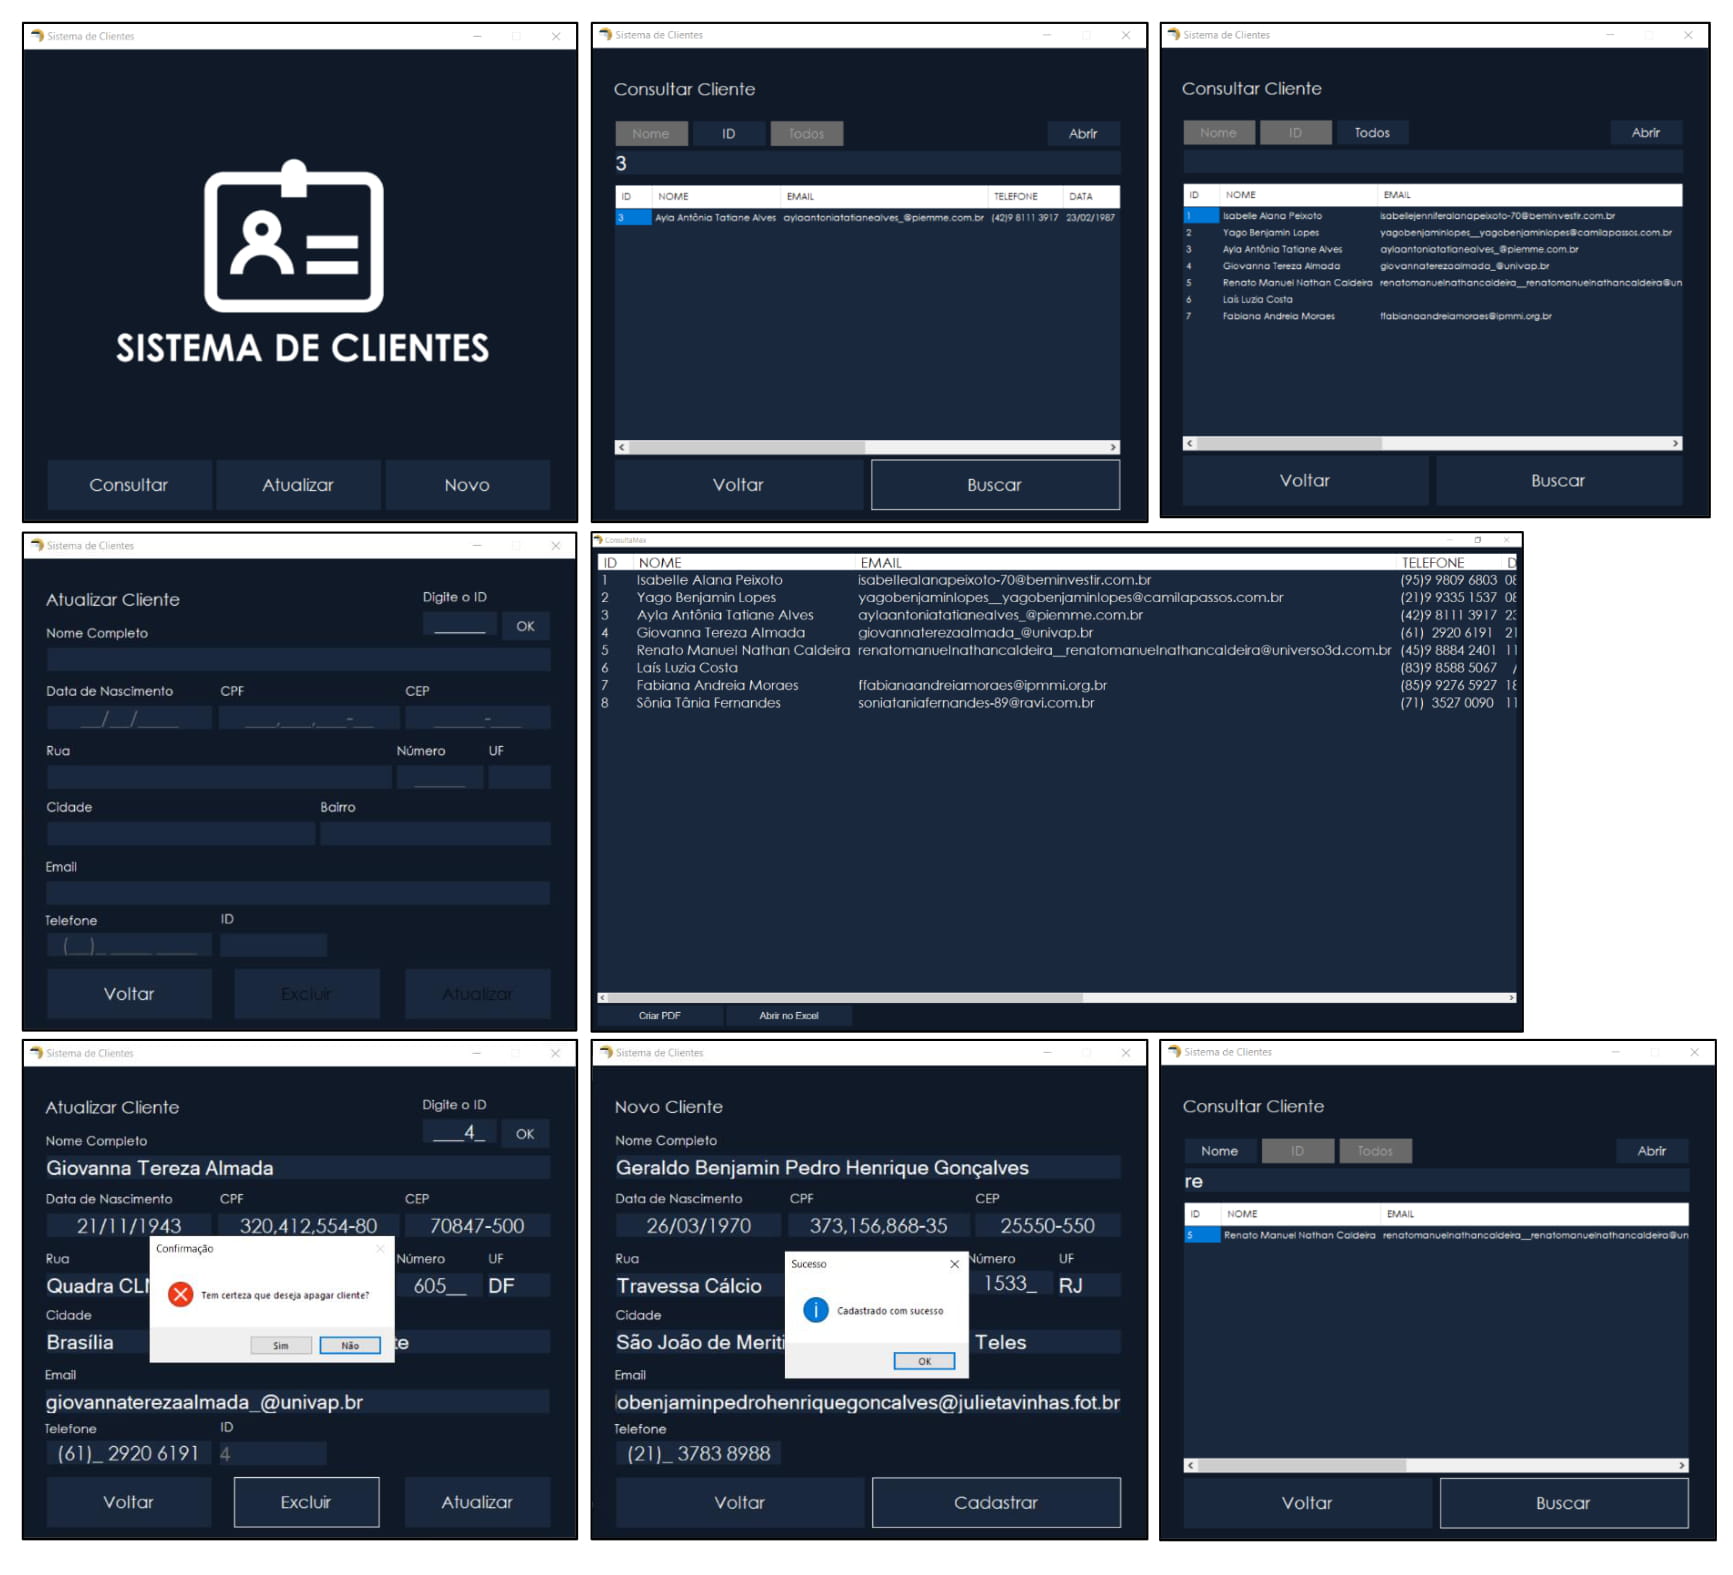 Sistema de Clientes
SISTEMA DE CLIENTES
Consultar Atualizar Novo
Sistema de Clientes
Consultar Cliente
Nome ID Todos Abrir
3
ID NOME EMAIL TELEFONE DATA
3 Ayla Antônia Tatiane Alves aylaantoniatatianealves_@piemme.com.br (42)9 8111 3917 23/02/1987
Voltar Buscar
Sistema de Clientes
Consultar Cliente
Nome ID Todos Abrir
ID NOME EMAIL
1 Isabelle Alana Peixoto isabellejenniferalanapeixoto-70@beminvestir.com.br
2 Yago Benjamin Lopes yagobenjaminlopes__yagobenjaminlopes@camilapassos.com.br
3 Ayla Antônia Tatiane Alves aylaantoniatatianealves_@piemme.com.br
4 Giovanna Tereza Almada giovannaterezaalmada_@univap.br
5 Renato Manuel Nathan Caldeira renatomanuelnathancaldeira__renatomanuelnathancaldeira@un
6 Laís Luzia Costa
7 Fabiana Andreia Moraes ffabianaandreiamoraes@ipmmi.org.br
Voltar Buscar
Sistema de Clientes
Atualizar Cliente Digite o ID
______ OK
Nome Completo
Data de Nascimento CPF CEP
__/__/____ ___.___.___-__ _____-___
Rua Número UF
______
Cidade Bairro
Email
Telefone ID
(__)_ ____ ____
Voltar Excluir Atualizar
ConsultaMax
ID NOME EMAIL TELEFONE D
1 Isabelle Alana Peixoto isabellealanapeixoto-70@beminvestir.com.br (95)9 9809 6803 08
2 Yago Benjamin Lopes yagobenjaminlopes__yagobenjaminlopes@camilapassos.com.br (21)9 9335 1537 08
3 Ayla Antônia Tatiane Alves aylaantoniatatianealves_@piemme.com.br (42)9 8111 3917 23
4 Giovanna Tereza Almada giovannaterezaalmada_@univap.br (61) 2920 6191 21
5 Renato Manuel Nathan Caldeira renatomanuelnathancaldeira__renatomanuelnathancaldeira@universo3d.com.br (45)9 8884 2401 11
6 Laís Luzia Costa (83)9 8588 5067 /
7 Fabiana Andreia Moraes ffabianaandreiamoraes@ipmmi.org.br (85)9 9276 5927 18
8 Sônia Tânia Fernandes soniataniafernandes-89@ravi.com.br (71) 3527 0090 11
Criar PDF Abrir no Excel
Sistema de Clientes
Atualizar Cliente Digite o ID
___4_ OK
Nome Completo
Giovanna Tereza Almada
Data de Nascimento CPF CEP
21/11/1943 320,412,554-80 70847-500
Rua Número UF
Quadra CL 605__ DF
Confirmação
Tem certeza que deseja apagar cliente?
Sim Não
Cidade
Brasília te
Email
giovannaterezaalmada_@univap.br
Telefone ID
(61)_ 2920 6191 4
Voltar Excluir Atualizar
Sistema de Clientes
Novo Cliente
Nome Completo
Geraldo Benjamin Pedro Henrique Gonçalves
Data de Nascimento CPF CEP
26/03/1970 373,156,868-35 25550-550
Rua Número UF
Travessa Cálcio 1533_ RJ
Sucesso
Cadastrado com sucesso
OK
Cidade
São João de Meriti Teles
Email
obenjaminpedrohenriquegoncalves@julietavinhas.fot.br
Telefone
(21)_ 3783 8988
Voltar Cadastrar
Sistema de Clientes
Consultar Cliente
Nome ID Todos Abrir
re
ID NOME EMAIL
5 Renato Manuel Nathan Caldeira renatomanuelnathancaldeira__renatomanuelnathancaldeira@un
Voltar Buscar